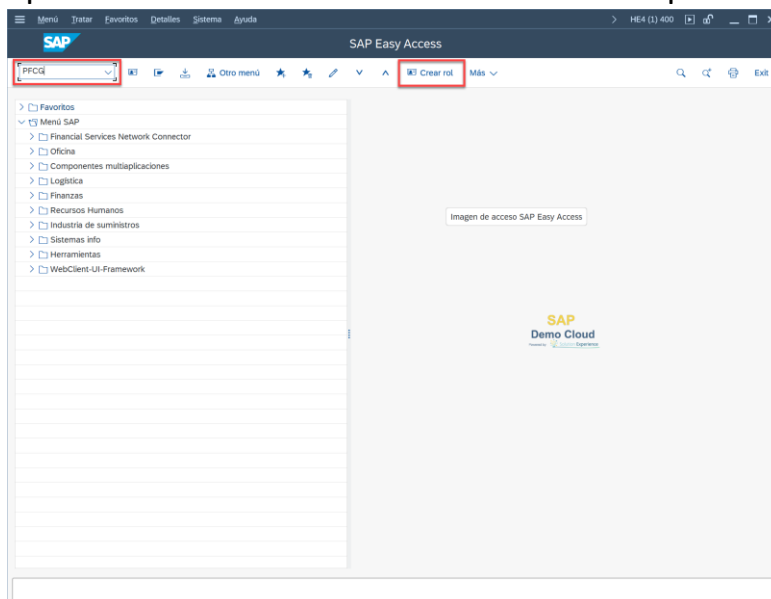 Menú Tratar Favoritos Detalles Sistema Ayuda HE4 (1) 400
SAP SAP Easy Access
PFCG Otro menú Crear rol Más Exit
Favoritos
Menú SAP
Financial Services Network Connector
Oficina
Componentes multiaplicaciones
Logística
Finanzas
Recursos Humanos
Imagen de acceso SAP Easy Access
Industria de suministros
Sistemas info
Herramientas
WebClient-UI-Framework
SAP
Demo Cloud